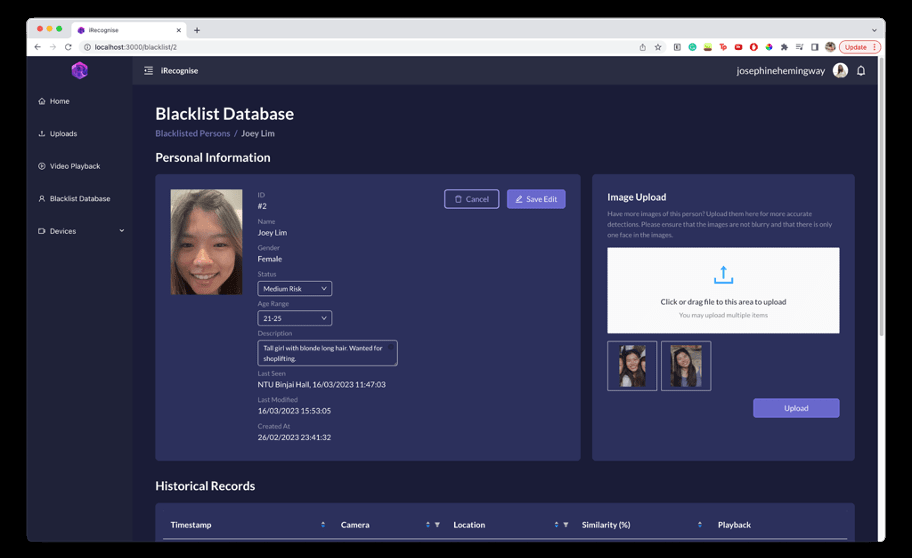 iRecognise
localhost:3000/blacklist/2
Update
iRecognise
josephinehemingway
Home
Uploads
Video Playback
Blacklist Database
Devices
Blacklist Database
Blacklisted Persons / Joey Lim
Personal Information
ID
#2
Name
Joey Lim
Gender
Female
Status
Medium Risk
Age Range
21-25
Description
Tall girl with blonde long hair. Wanted for
shoplifting.
Last Seen
NTU Binjai Hall, 16/03/2023 11:47:03
Last Modified
16/03/2023 15:53:05
Created At
26/02/2023 23:41:32
Cancel
Save Edit
Image Upload
Have more images of this person? Upload them here for more accurate
detections. Please ensure that the images are not blurry and that there is only
one face in the images.
Click or drag file to this area to upload
You may upload multiple items
Upload
Historical Records
Timestamp Camera Location Similarity (%) Playback